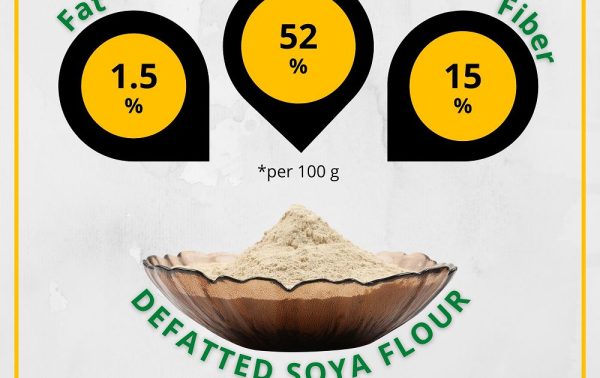 Fat
1.5
%
52
%
Fiber
15
%
*per 100 g
DEFATTED SOYA FLOUR